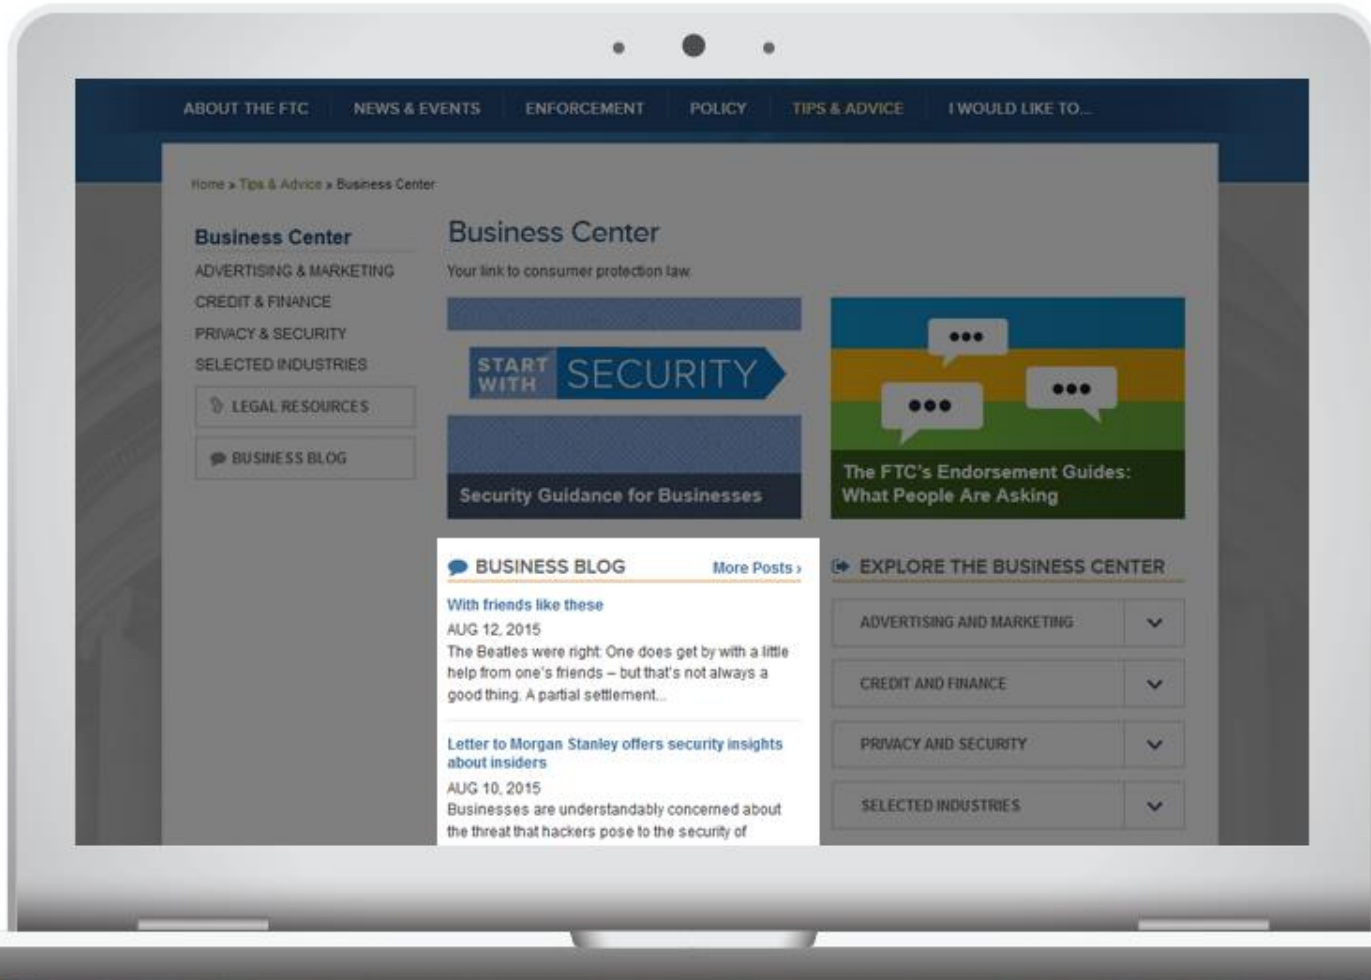 ABOUT THE FTC NEWS & EVENTS ENFORCEMENT POLICY TIPS & ADVICE I WOULD LIKE TO...
Home » Tips & Advice » Business Center
Business Center
ADVERTISING & MARKETING
CREDIT & FINANCE
PRIVACY & SECURITY
SELECTED INDUSTRIES
LEGAL RESOURCES
BUSINESS BLOG
Business Center
Your link to consumer protection law.
START
WITH
SECURITY
Security Guidance for Businesses
The FTC's Endorsement Guides:
What People Are Asking
BUSINESS BLOG More Posts ›
With friends like these
AUG 12, 2015
The Beatles were right: One does get by with a little
help from one's friends – but that's not always a
good thing. A partial settlement...
Letter to Morgan Stanley offers security insights
about insiders
AUG 10, 2015
Businesses are understandably concerned about
the threat that hackers pose to the security of
EXPLORE THE BUSINESS CENTER
ADVERTISING AND MARKETING
CREDIT AND FINANCE
PRIVACY AND SECURITY
SELECTED INDUSTRIES